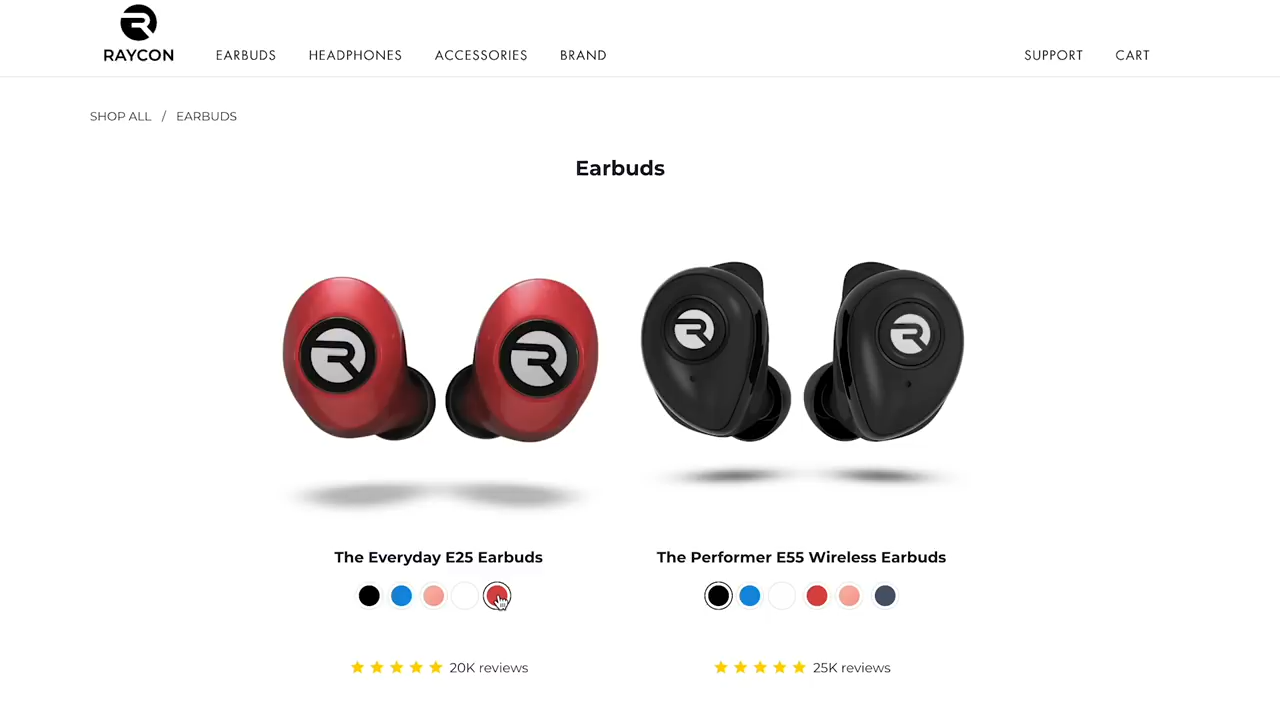 RAYCON
EARBUDS HEADPHONES ACCESSORIES BRAND SUPPORT CART
SHOP ALL / EARBUDS
Earbuds
The Everyday E25 Earbuds
The Performer E55 Wireless Earbuds
20K reviews
25K reviews